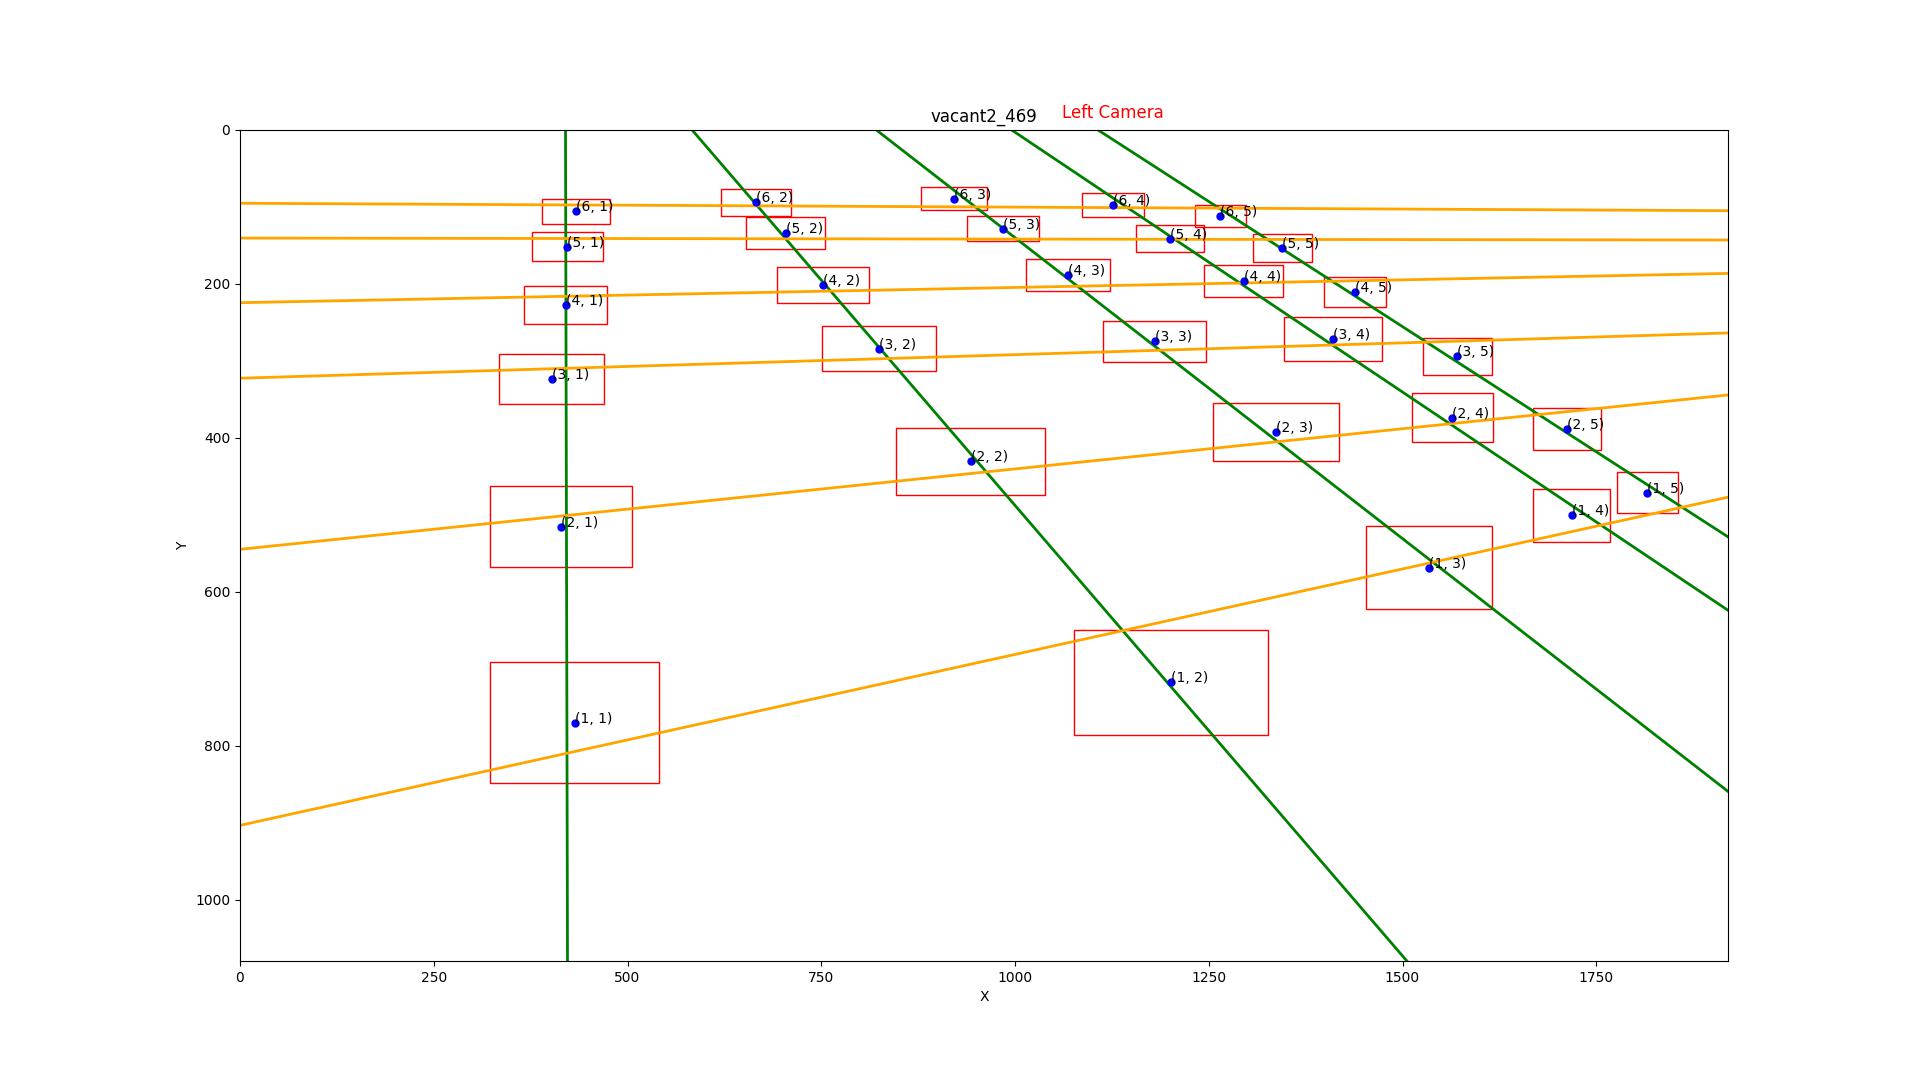 vacant2_469 Left Camera
0
(6, 1) (6, 2) (6, 3) (6, 4) (6, 5)
(5, 1) (5, 2) (5, 3) (5, 4) (5, 5)
200
(4, 1) (4, 2) (4, 3) (4, 4) (4, 5)
(3, 1) (3, 2) (3, 3) (3, 4) (3, 5)
400
(2, 1) (2, 2) (2, 3) (2, 4) (2, 5)
Y
600
(1, 1) (1, 2) (1, 3) (1, 4) (1, 5)
800
1000
0 250 500 750 1000 1250 1500 1750
X